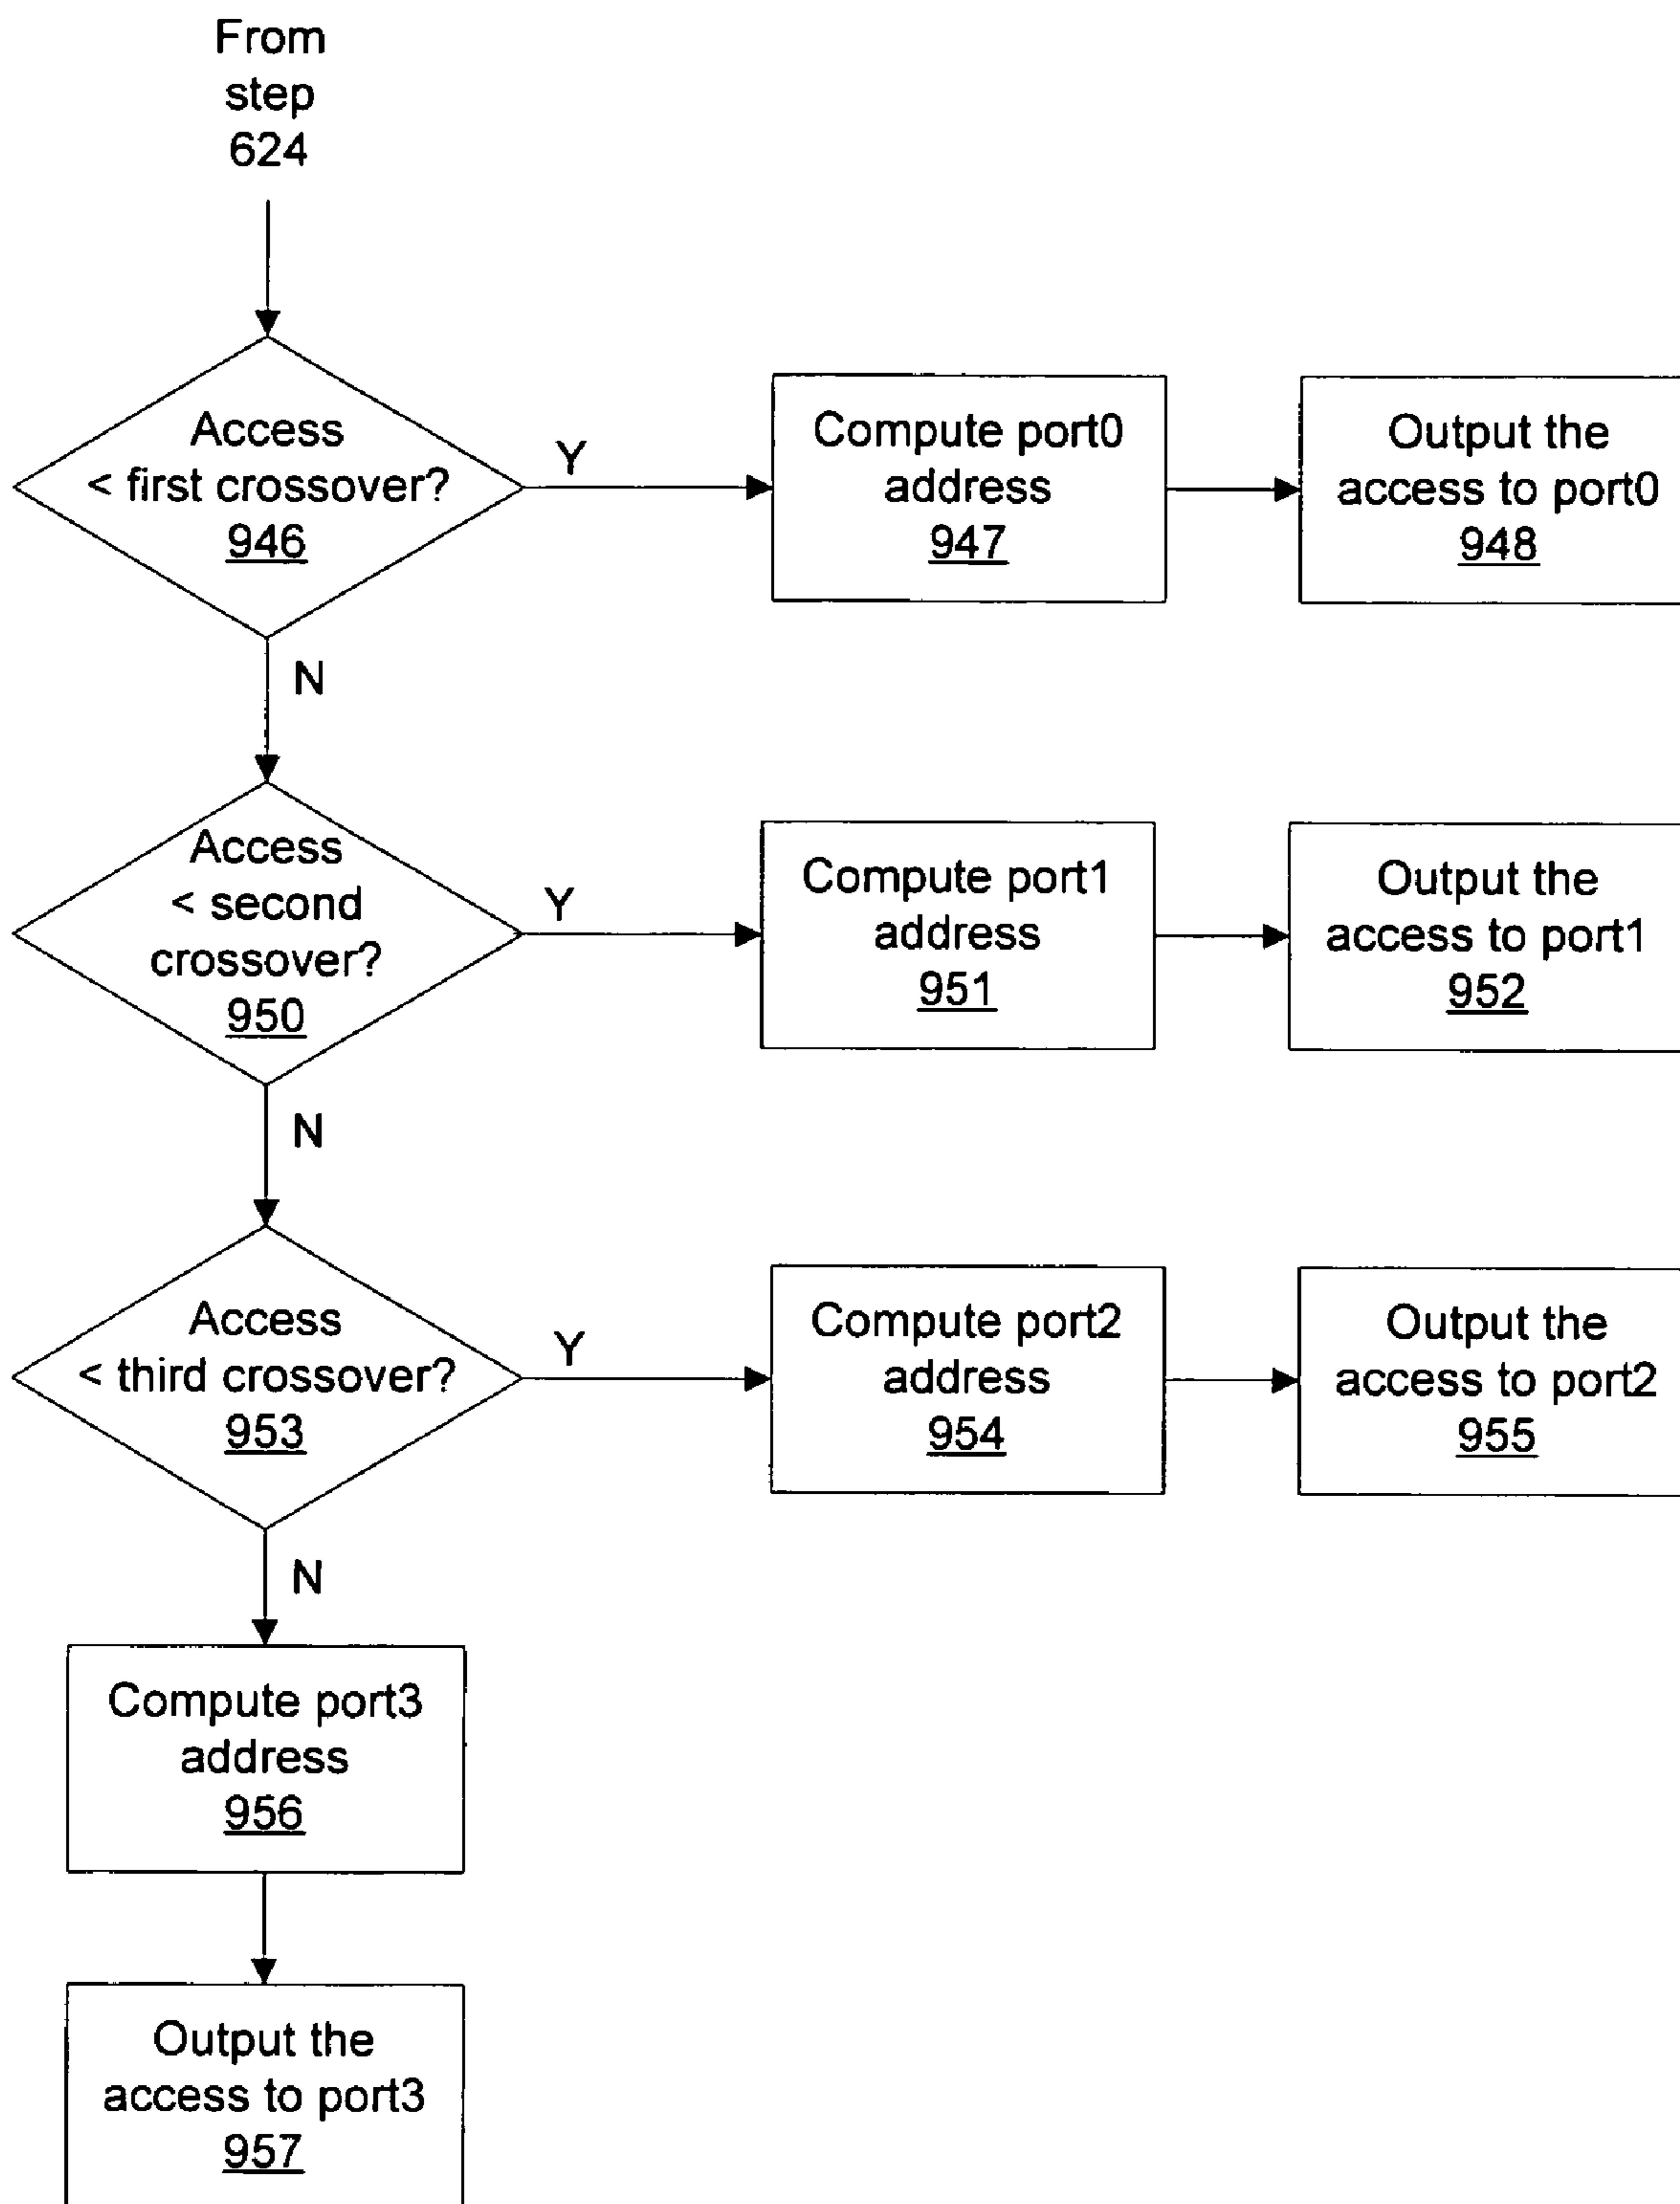 From
step
624
Access
< first crossover?
946
Y
Compute port0
address
947
Output the
access to port0
948
N
Access
< second
crossover?
950
Y
Compute port1
address
951
Output the
access to port1
952
N
Access
< third crossover?
953
Y
Compute port2
address
954
Output the
access to port2
955
N
Compute port3
address
956
Output the
access to port3
957